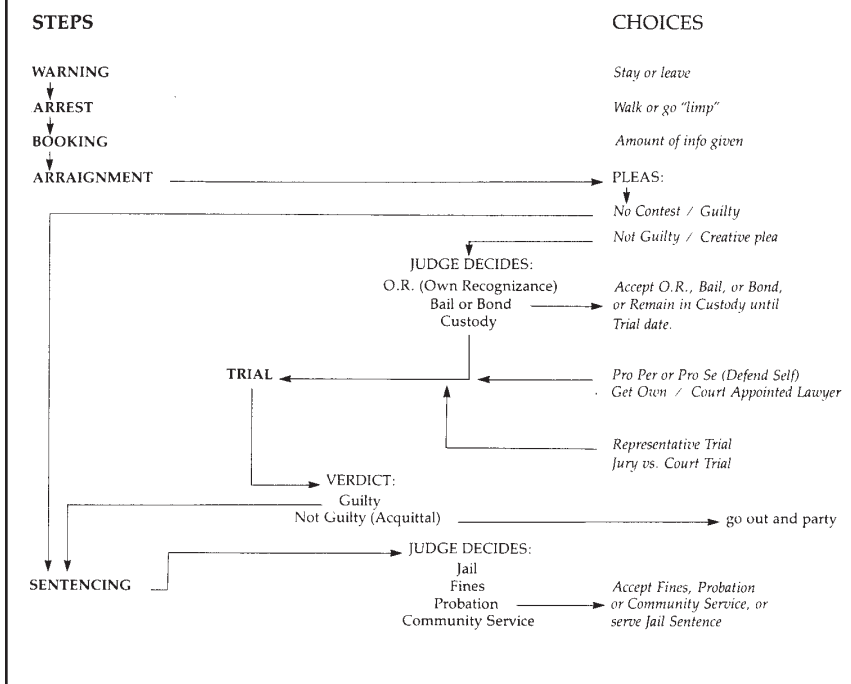 STEPS CHOICES
WARNING Stay or leave
ARREST Walk or go "limp"
BOOKING Amount of info given
ARRAIGNMENT PLEAS:
No Contest / Guilty
Not Guilty / Creative plea
JUDGE DECIDES:
O.R. (Own Recognizance) Accept O.R., Bail, or Bond,
Bail or Bond or Remain in Custody until
Custody Trial date.
TRIAL Pro Per or Pro Se (Defend Self)
Get Own / Court Appointed Lawyer
Representative Trial
Jury vs. Court Trial
VERDICT:
Guilty
Not Guilty (Acquittal) go out and party
JUDGE DECIDES:
Jail
SENTENCING Fines Accept Fines, Probation
Probation or Community Service, or
Community Service serve Jail Sentence